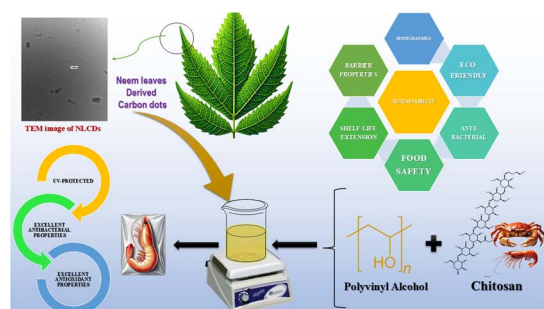 Neem leaves
Derived
Carbon dots
TEM image of NLCDs
BIODEGRADABLE
BARRIER
PROPERTIES
ECO-
FRIENDLY
SUSTAINABILITY
SHELF-LIFE
EXTENSION
ANTI-
BACTERIAL
FOOD
SAFETY
UV-PROTECTED
EXCELLENT
ANTIBACTERIAL
PROPERTIES
EXCELLENT
ANTIOXIDANT
PROPERTIES
HO
n
Polyvinyl Alcohol
Chitosan